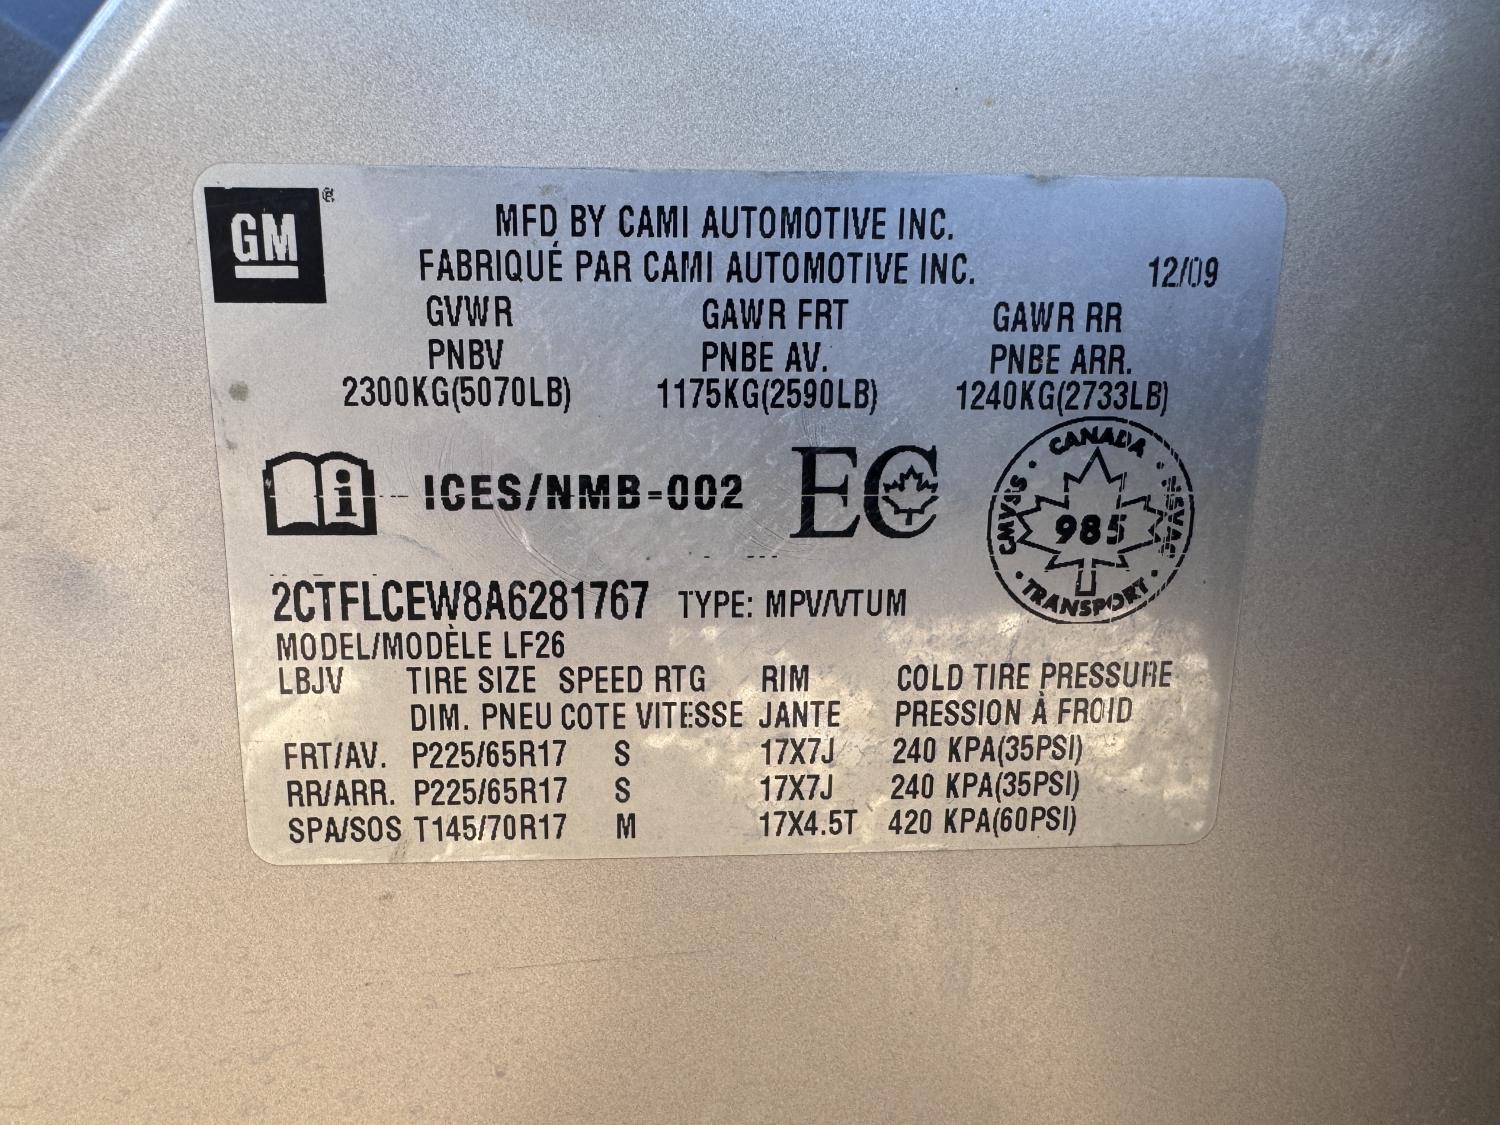 GM
MFD BY CAMI AUTOMOTIVE INC.
FABRIQUÉ PAR CAMI AUTOMOTIVE INC. 12/09
GVWR GAWR FRT GAWR RR
PNBV PNBE AV. PNBE ARR.
2300KG(5070LB) 1175KG(2590LB) 1240KG(2733LB)
i ICES/NMB-002 EC
CANADA
CMVSS 985
TRANSPORT
2CTFLCEW8A6281767 TYPE: MPV/VTUM
MODEL/MODÈLE LF26
LBJV TIRE SIZE SPEED RTG RIM COLD TIRE PRESSURE
DIM. PNEU COTE VITESSE JANTE PRESSION À FROID
FRT/AV. P225/65R17 S 17X7J 240 KPA(35PSI)
RR/ARR. P225/65R17 S 17X7J 240 KPA(35PSI)
SPA/SOS T145/70R17 M 17X4.5T 420 KPA(60PSI)